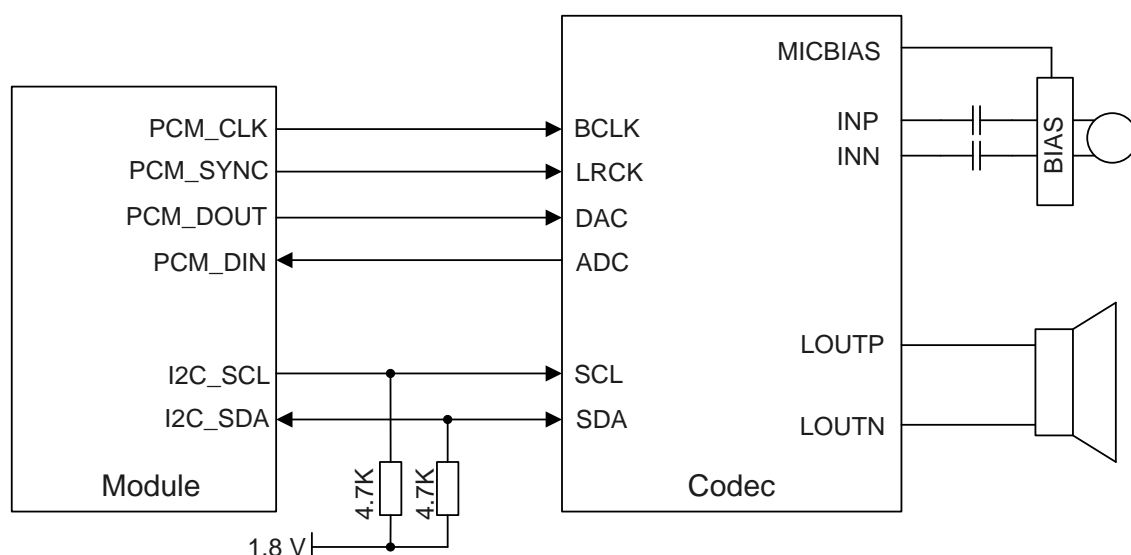 MICBIAS
PCM_CLK
BCLK
INP
PCM_SYNC
LRCK
INN
BIAS
PCM_DOUT
DAC
PCM_DIN
ADC
LOUTP
I2C_SCL
SCL
I2C_SDA
SDA
LOUTN
4.7K
4.7K
Module
Codec
1.8 V